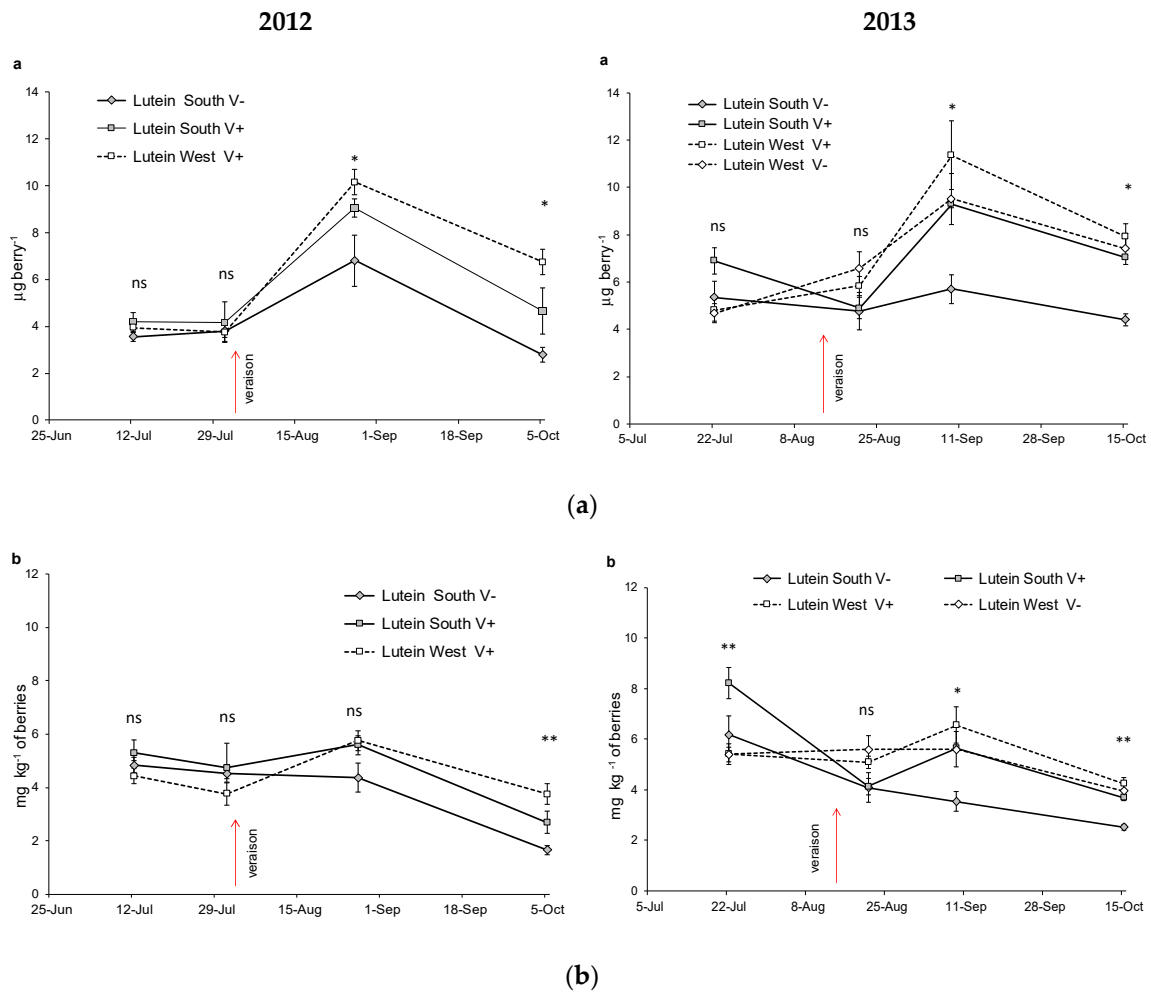 2012
2013
a
Lutein South V-
Lutein South V+
Lutein West V+
14
12
10
8
6
4
2
0
µg berry-1
ns
ns
*
*
veraison
25-Jun
12-Jul
29-Jul
15-Aug
1-Sep
18-Sep
5-Oct
a
Lutein South V-
Lutein South V+
Lutein West V+
Lutein West V-
14
12
10
8
6
4
2
0
µg berry-1
ns
ns
*
*
veraison
5-Jul
22-Jul
8-Aug
25-Aug
11-Sep
28-Sep
15-Oct
(a)
b
Lutein South V-
Lutein South V+
Lutein West V+
12
10
8
6
4
2
0
mg kg-1 of berries
ns
ns
ns
**
veraison
25-Jun
12-Jul
29-Jul
15-Aug
1-Sep
18-Sep
5-Oct
b
Lutein South V-
Lutein South V+
Lutein West V+
Lutein West V-
12
10
8
6
4
2
0
mg kg-1 of berries
**
ns
*
**
veraison
5-Jul
22-Jul
8-Aug
25-Aug
11-Sep
28-Sep
15-Oct
(b)